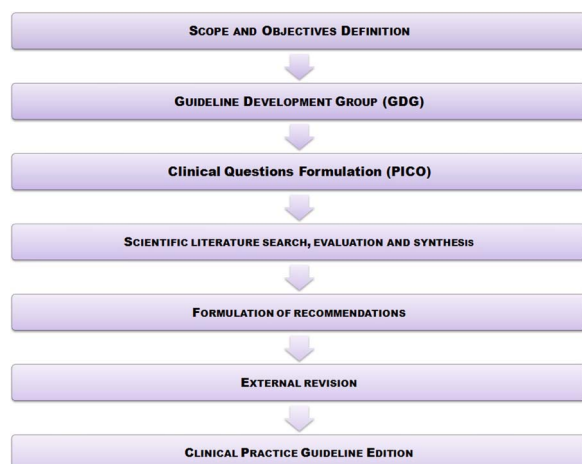 SCOPE AND OBJECTIVES DEFINITION
GUIDELINE DEVELOPMENT GROUP (GDG)
Clinical Questions Formulation (PICO)
SCIENTIFIC LITERATURE SEARCH, EVALUATION AND SYNTHESIS
FORMULATION OF RECOMMENDATIONS
EXTERNAL REVISION
CLINICAL PRACTICE GUIDELINE EDITION